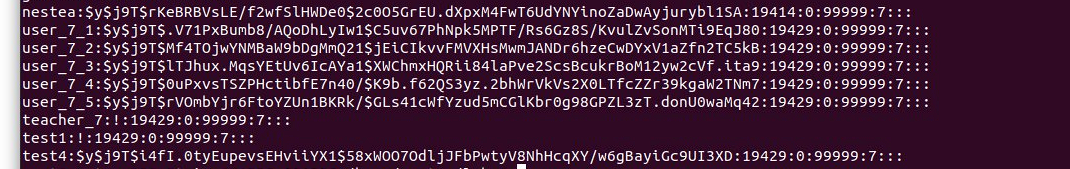 nestea:$y$j9T$rKeBRBVsLE/f2wfSlHWDe0$2c0O5GrEU.dXpxM4FwT6UdYNYinoZaDwAyjurybl1SA:19414:0:99999:7:::
user_7_1:$y$j9T$.V71PxBumb8/AQoDhLyIw1$C5uv67PhNpk5MPTF/Rs6Gz8S/KvulZvSonMTi9EqJ80:19429:0:99999:7:::
user_7_2:$y$j9T$Mf4TOjwYNMBaW9bDgMmQ21$jEiCIkvvFMVXHsMwmJANDr6hzeCwDYxV1aZfn2TC5kB:19429:0:99999:7:::
user_7_3:$y$j9T$lTJhux.MqsYEtUv6IcAYa1$XWChmxHQRii84laPve2ScsBcukrBoM12yw2cVf.ita9:19429:0:99999:7:::
user_7_4:$y$j9T$0uPxvsTSZPHctibfE7n40/$K9b.f62QS3yz.2bhWrVkVs2X0LTfcZZr39kgaW2TNm7:19429:0:99999:7:::
user_7_5:$y$j9T$rVOmbYjr6FtoYZUn1BKRk/$GLs41cWfYzud5mCGlKbr0g98GPZL3zT.donU0waMq42:19429:0:99999:7:::
teacher_7:!:19429:0:99999:7:::
test1:!:19429:0:99999:7:::
test4:$y$j9T$i4fI.0tyEupevsEHviiYX1$58xWOO7OdljJFbPwtyV8NhHcqXY/w6gBayiGc9UI3XD:19429:0:99999:7:::